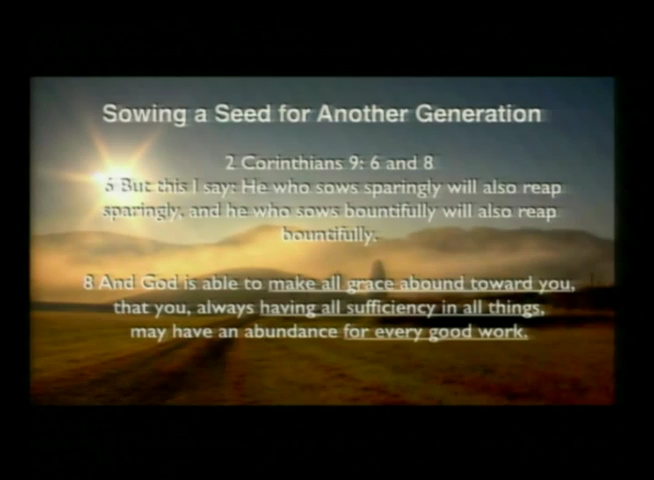 Sowing a Seed for Another Generation
2 Corinthians 9: 6 and 8
6 But this I say: He who sows sparingly will also reap
sparingly, and he who sows bountifully will also reap
bountifully.
8 And God is able to make all grace abound toward you,
that you, always having all sufficiency in all things,
may have an abundance for every good work.